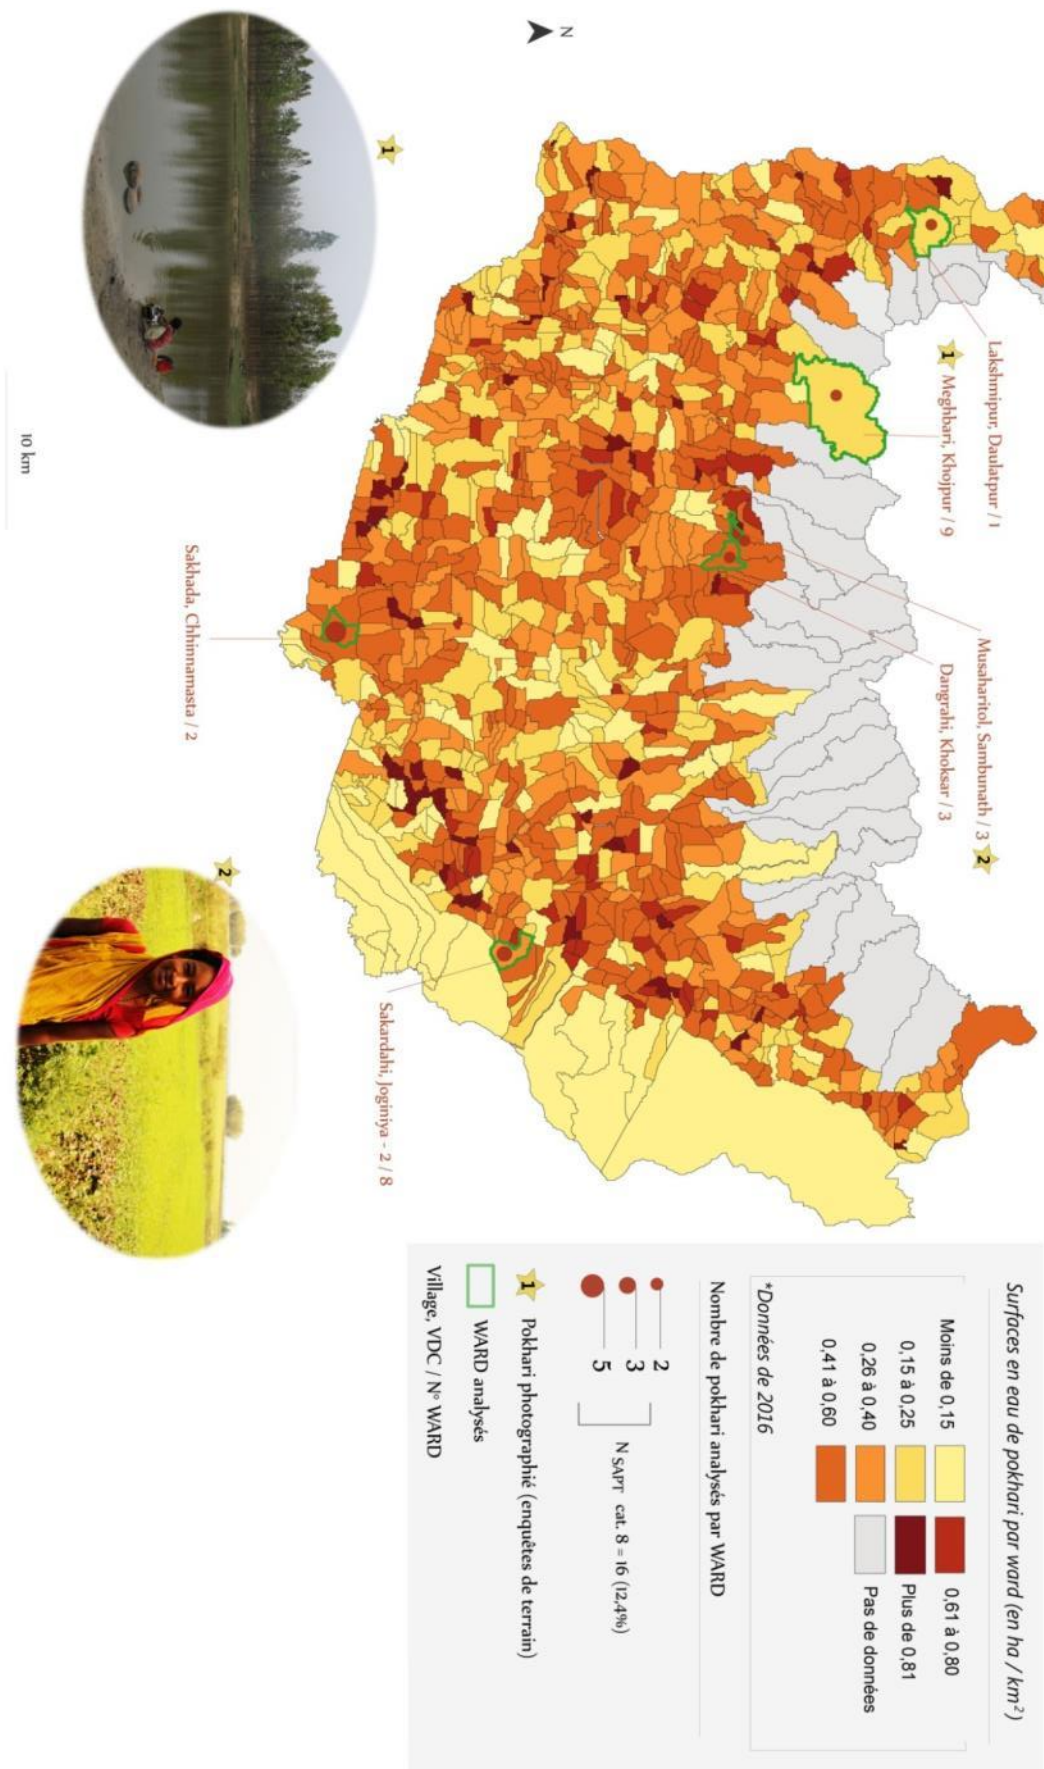 N
1
Lakshmipur, Daulatpur / 1
1 Meghbari, Khojpur / 9
Musaharitol, Sambunath / 3 2
Dangrahi, Khoksar / 3
Sakhada, Chhinnamasta / 2
Sakardahi, Joginiya - 2 / 8
2
10 km
Surfaces en eau de pokhari par ward (en ha / km²)
Moins de 0,15
0,15 à 0,25
0,26 à 0,40
0,41 à 0,60
0,61 à 0,80
Plus de 0,81
Pas de données
*Données de 2016
Nombre de pokhari analysés par WARD
2
3
5
N SAPT cat. 8 = 16 (12,4%)
1 Pokhari photographié (enquêtes de terrain)
WARD analysés
Village, VDC / N° WARD